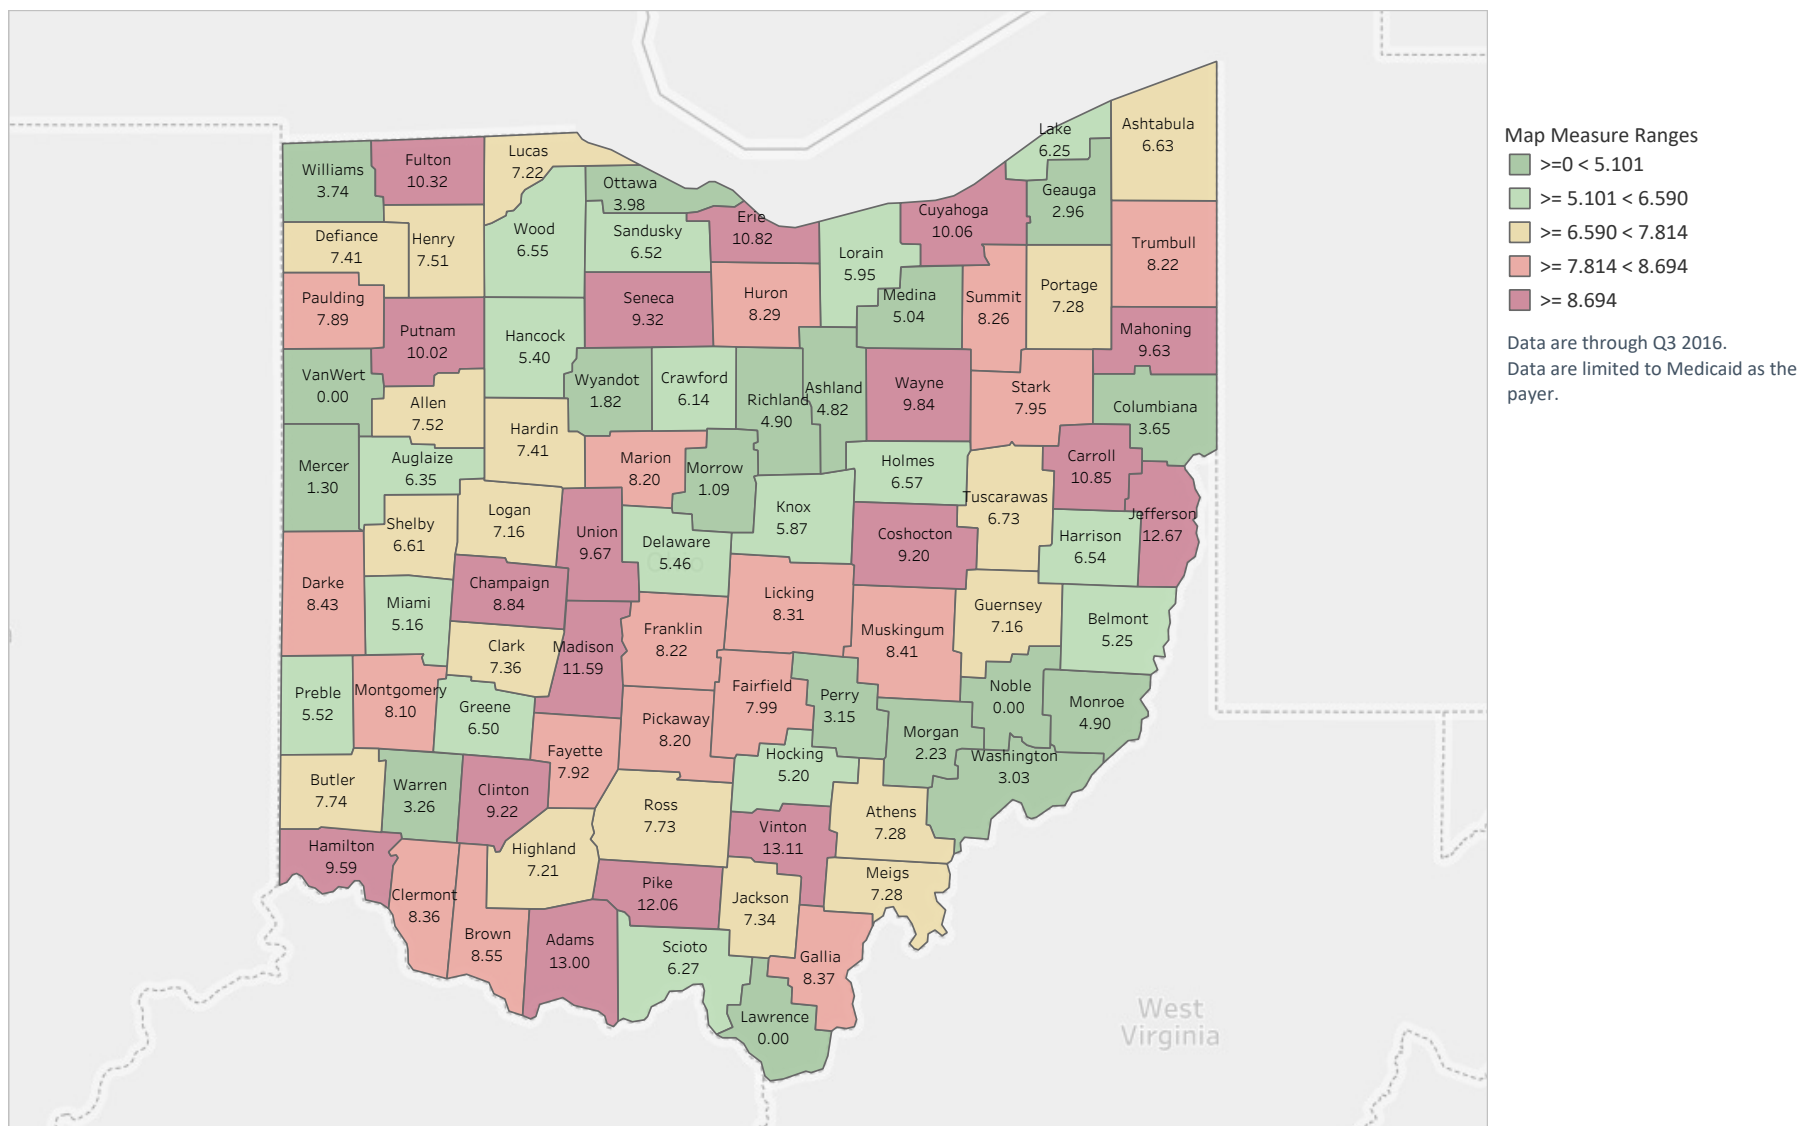 Lake
6.25
Ashtabula
6.63
Williams
3.74
Fulton
10.32
Lucas
7.22
Ottawa
3.98
Geauga
2.96
Erie
10.82
Cuyahoga
10.06
Defiance
7.41
Henry
7.51
Wood
6.55
Sandusky
6.52
Lorain
5.95
Trumbull
8.22
Paulding
7.89
Putnam
10.02
Seneca
9.32
Huron
8.29
Medina
5.04
Summit
8.26
Portage
7.28
Mahoning
9.63
Hancock
5.40
VanWert
0.00
Allen
7.52
Wyandot
1.82
Crawford
6.14
Richland
4.90
Ashland
4.82
Wayne
9.84
Stark
7.95
Columbiana
3.65
Mercer
1.30
Auglaize
6.35
Hardin
7.41
Marion
8.20
Morrow
1.09
Holmes
6.57
Carroll
10.85
Tuscarawas
6.73
Jefferson
12.67
Shelby
6.61
Logan
7.16
Union
9.67
Delaware
5.46
Knox
5.87
Coshocton
9.20
Harrison
6.54
Darke
8.43
Miami
5.16
Champaign
8.84
Licking
8.31
Guernsey
7.16
Belmont
5.25
Clark
7.36
Madison
11.59
Franklin
8.22
Muskingum
8.41
Preble
5.52
Montgomery
8.10
Greene
6.50
Fairfield
7.99
Perry
3.15
Noble
0.00
Monroe
4.90
Pickaway
8.20
Fayette
7.92
Hocking
5.20
Morgan
2.23
Washington
3.03
Butler
7.74
Warren
3.26
Clinton
9.22
Ross
7.73
Vinton
13.11
Athens
7.28
Hamilton
9.59
Highland
7.21
Clermont
8.36
Pike
12.06
Jackson
7.34
Meigs
7.28
Brown
8.55
Adams
13.00
Scioto
6.27
Gallia
8.37
Lawrence
0.00
West
Virginia
Map Measure Ranges
>=0 < 5.101
>= 5.101 < 6.590
>= 6.590 < 7.814
>= 7.814 < 8.694
>= 8.694
Data are through Q3 2016.
Data are limited to Medicaid as the
payer.